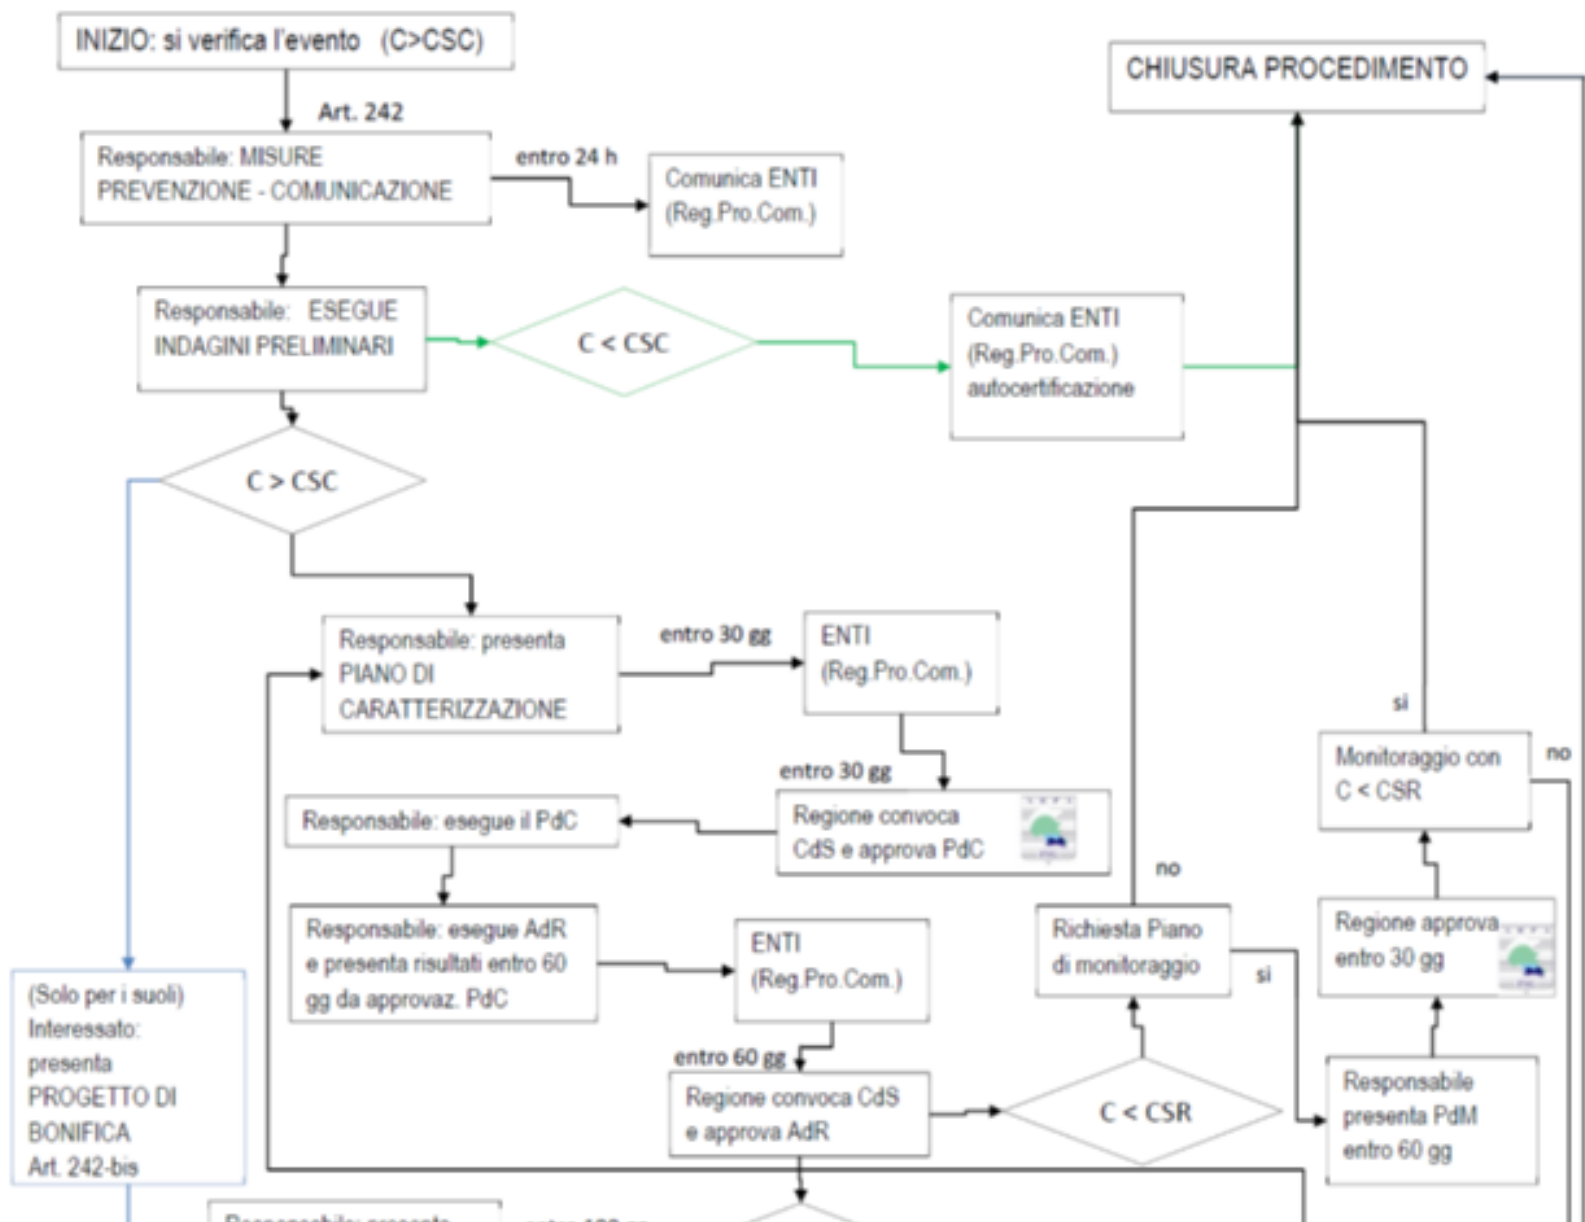 INIZIO: si verifica l'evento (C>CSC)
Art. 242
Responsabile: MISURE
PREVENZIONE - COMUNICAZIONE
entro 24 h
Comunica ENTI
(Reg.Pro.Com.)
CHIUSURA PROCEDIMENTO
Responsabile: ESEGUE
INDAGINI PRELIMINARI
C < CSC
Comunica ENTI
(Reg.Pro.Com.)
autocertificazione
C > CSC
Responsabile: presenta
PIANO DI
CARATTERIZZAZIONE
entro 30 gg
ENTI
(Reg.Pro.Com.)
entro 30 gg
Regione convoca
CdS e approva PdC
Responsabile: esegue il PdC
Responsabile: esegue AdR
e presenta risultati entro 60
gg da approvaz. PdC
ENTI
(Reg.Pro.Com.)
entro 60 gg
Regione convoca CdS
e approva AdR
C < CSR
Richiesta Piano
di monitoraggio
no
si
Responsabile
presenta PdM
entro 60 gg
Regione approva
entro 30 gg
Monitoraggio con
C < CSR
si
no
(Solo per i suoli)
Interessato:
presenta
PROGETTO DI
BONIFICA
Art. 242-bis
Responsabile: presenta